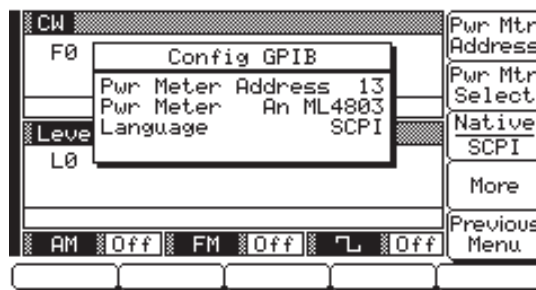 CW
F0
Config GPIB
Pwr Meter Address 13
Pwr Meter An ML4803
Language SCPI
Leve
L0
AM Off FM Off Off
Pwr Mtr
Address
Pwr Mtr
Select
Native
SCPI
More
Previous
Menu